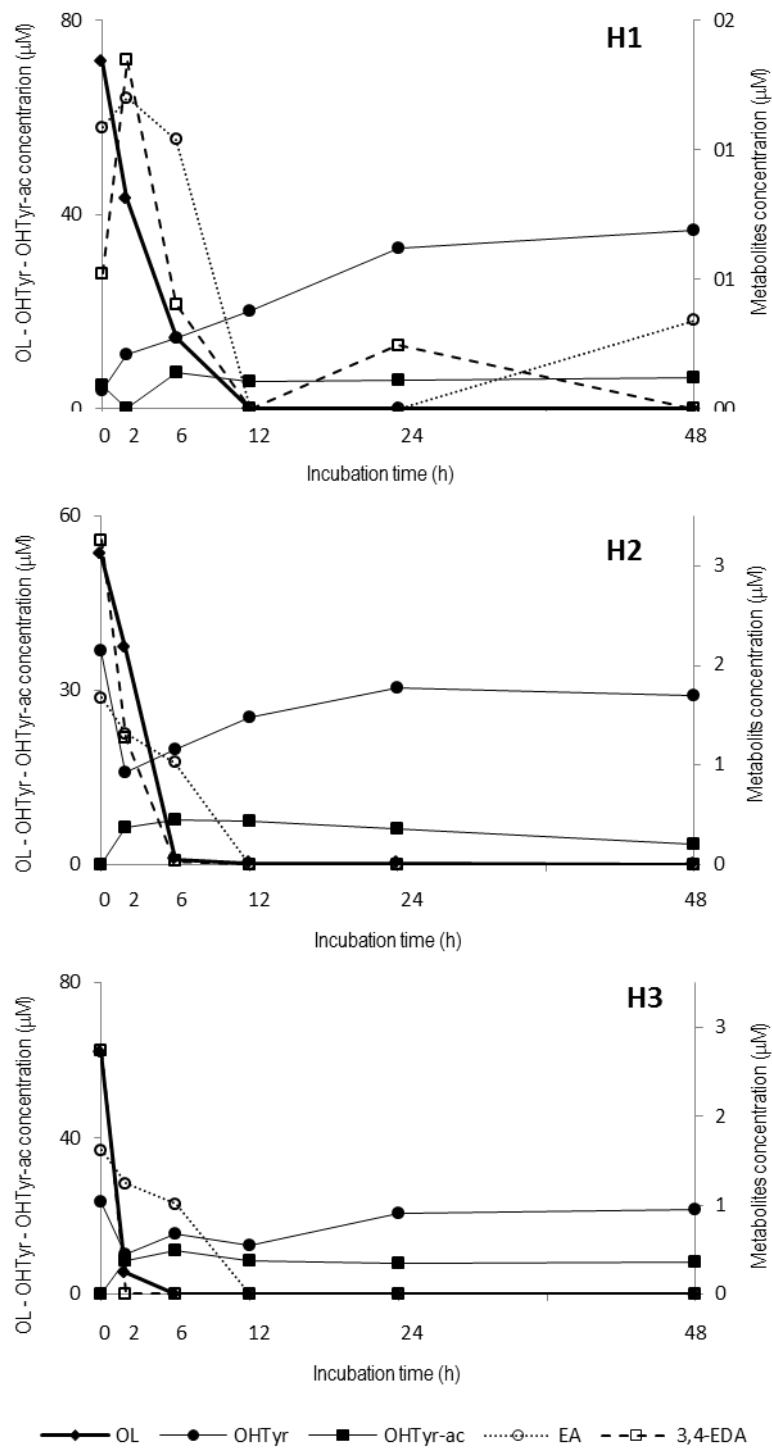 H1
OL - OHTyr - OHTyr-ac concentrarion (µM)
80
40
0
02
01
01
00
Metabolites concentrarion (µM)
0 2 6 12 24 48
Incubation time (h)
H2
OL - OHTyr - OHTyr-ac concentration (µM)
60
30
0
3
2
1
0
Metabolits concentration (µM)
0 2 6 12 24 48
Incubation time (h)
H3
OL - OHTyr - OHTyr-ac concentration (µM)
80
40
0
3
2
1
0
Metabolites concentration (µM)
0 2 6 12 24 48
Incubation time (h)
OL OHTyr OHTyr-ac EA 3,4-EDA